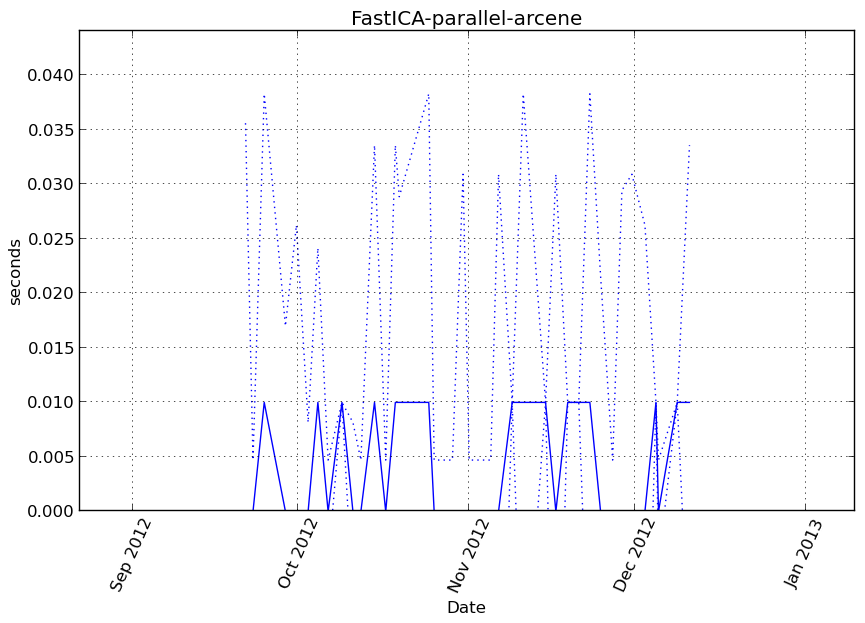 FastICA-parallel-arcene
0.040
0.035
0.030
0.025
0.020
0.015
0.010
0.005
0.000
seconds
Sep 2012
Oct 2012
Nov 2012
Dec 2012
Jan 2013
Date